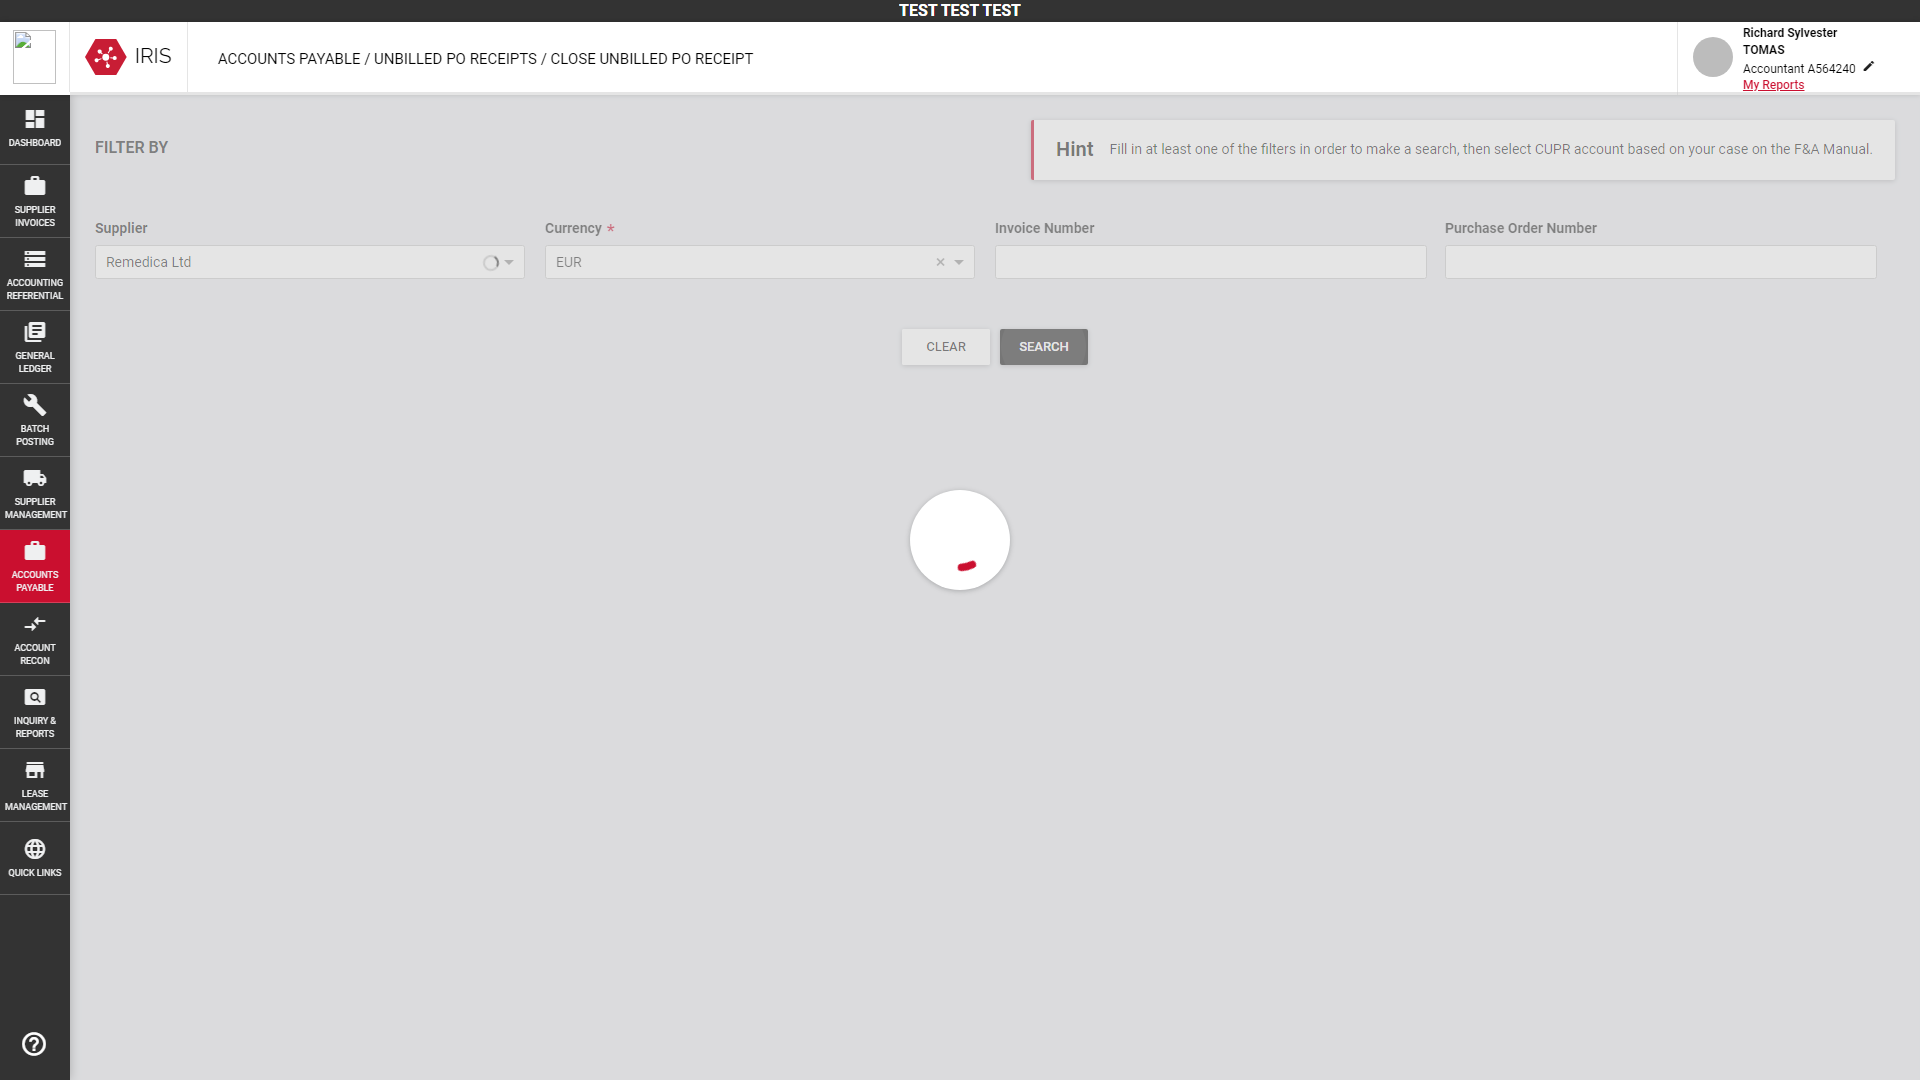 TEST TEST TEST
IRIS
ACCOUNTS PAYABLE / UNBILLED PO RECEIPTS / CLOSE UNBILLED PO RECEIPT
Richard Sylvester
TOMAS
Accountant A564240
My Reports
DASHBOARD
SUPPLIER
INVOICES
ACCOUNTING
REFERENTIAL
GENERAL
LEDGER
BATCH
POSTING
SUPPLIER
MANAGEMENT
ACCOUNTS
PAYABLE
ACCOUNT
RECON
INQUIRY &
REPORTS
LEASE
MANAGEMENT
QUICK LINKS
FILTER BY
Hint Fill in at least one of the filters in order to make a search, then select CUPR account based on your case on the F&A Manual.
Supplier
Remedica Ltd
Currency *
EUR
Invoice Number
Purchase Order Number
CLEAR
SEARCH